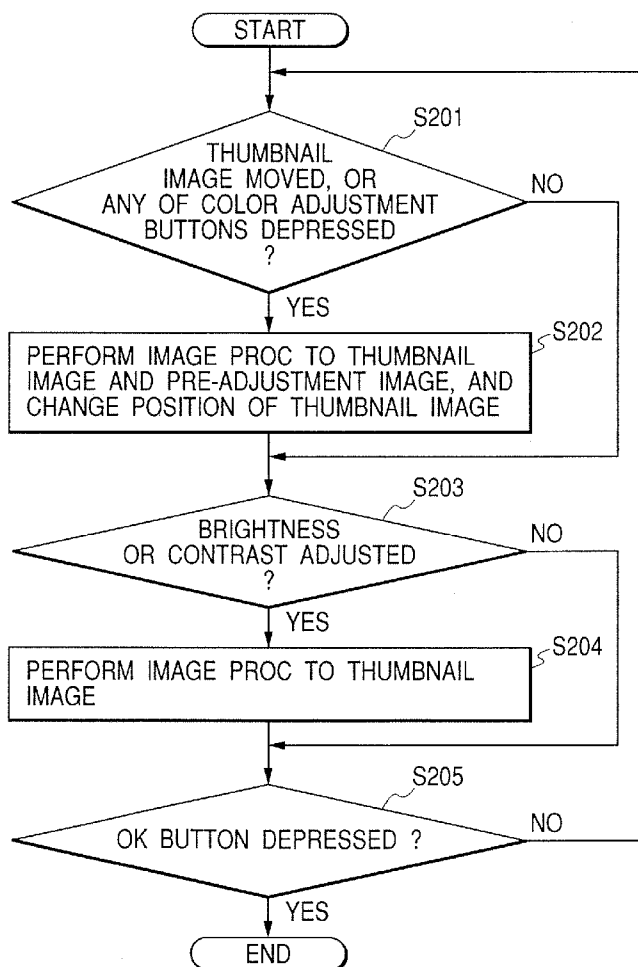 START
S201
THUMBNAIL
IMAGE MOVED, OR
ANY OF COLOR ADJUSTMENT
BUTTONS DEPRESSED
?
NO
YES
S202
PERFORM IMAGE PROC TO THUMBNAIL
IMAGE AND PRE-ADJUSTMENT IMAGE, AND
CHANGE POSITION OF THUMBNAIL IMAGE
S203
BRIGHTNESS
OR CONTRAST ADJUSTED
?
NO
YES
S204
PERFORM IMAGE PROC TO THUMBNAIL
IMAGE
S205
OK BUTTON DEPRESSED ?
NO
YES
END